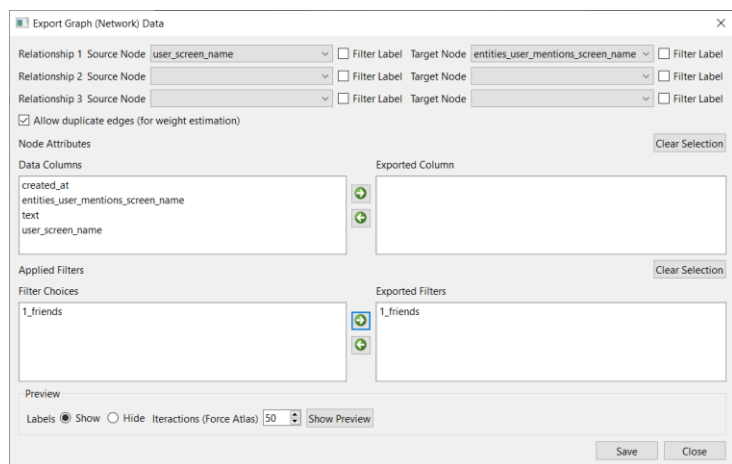 Export Graph (Network) Data
Relationship 1 Source Node user_screen_name Filter Label Target Node entities_user_mentions_screen_name Filter Label
Relationship 2 Source Node Filter Label Target Node Filter Label
Relationship 3 Source Node Filter Label Target Node Filter Label
Allow duplicate edges (for weight estimation)
Node Attributes Clear Selection
Data Columns Exported Column
created_at
entities_user_mentions_screen_name
text
user_screen_name
Applied Filters Clear Selection
Filter Choices Exported Filters
1_friends 1_friends
Preview
Labels Show Hide Iteractions (Force Atlas) 50 Show Preview
Save Close